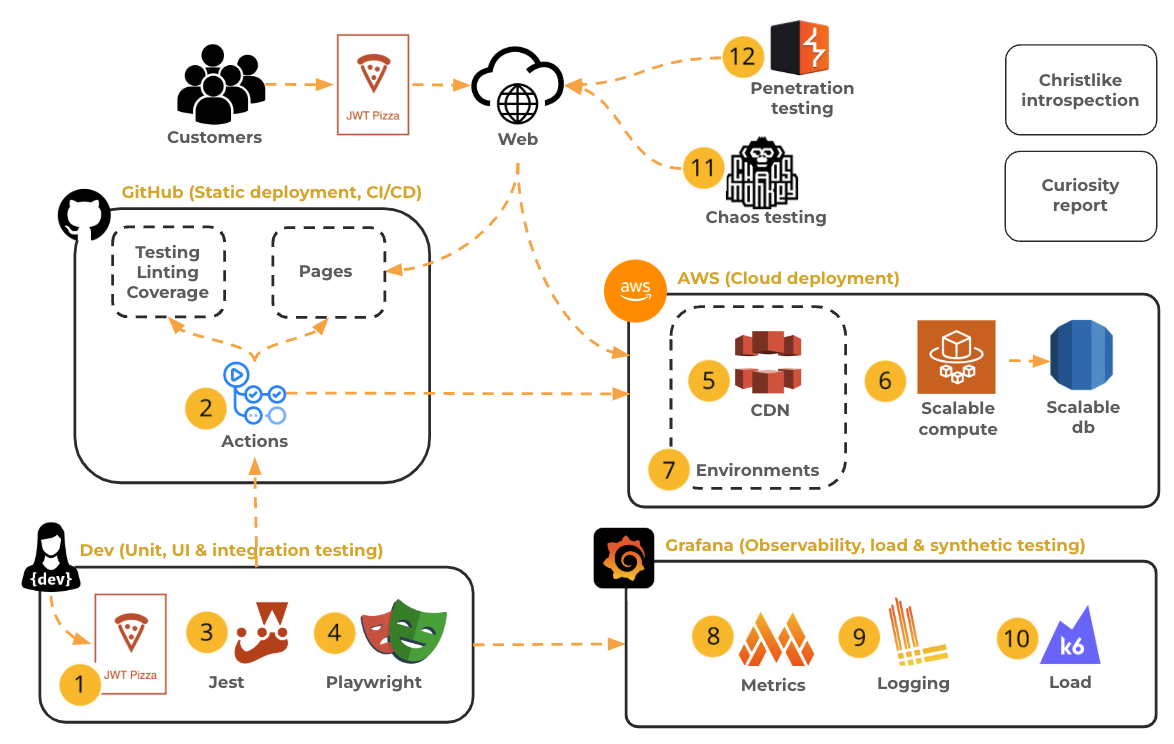 Customers
JWT Pizza
Web
12
Penetration
testing
11
CHAOS
MONKEY
Chaos testing
Christlike
introspection
Curiosity
report
GitHub (Static deployment, CI/CD)
Testing
Linting
Coverage
Pages
2
Actions
aws
AWS (Cloud deployment)
5
CDN
7
Environments
6
Scalable
compute
Scalable
db
{dev}
Dev (Unit, UI & integration testing)
1
JWT Pizza
3
Jest
4
Playwright
Grafana (Observability, load & synthetic testing)
8
Metrics
9
Logging
10
k6
Load